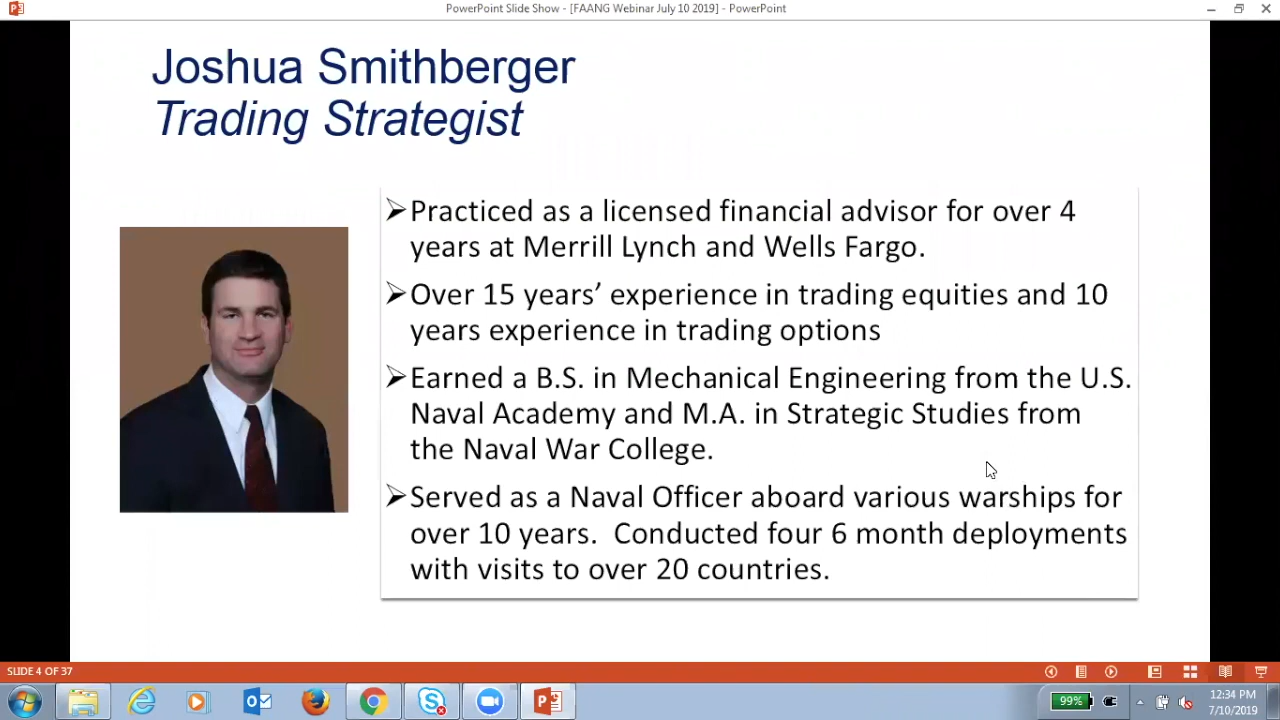 PowerPoint Slide Show - [FAANG Webinar July 10 2019] - PowerPoint
Joshua Smithberger
Trading Strategist
Practiced as a licensed financial advisor for over 4
years at Merrill Lynch and Wells Fargo.
Over 15 years’ experience in trading equities and 10
years experience in trading options
Earned a B.S. in Mechanical Engineering from the U.S.
Naval Academy and M.A. in Strategic Studies from
the Naval War College.
Served as a Naval Officer aboard various warships for
over 10 years.  Conducted four 6 month deployments
with visits to over 20 countries.
SLIDE 4 OF 37
99%
12:34 PM
7/10/2019